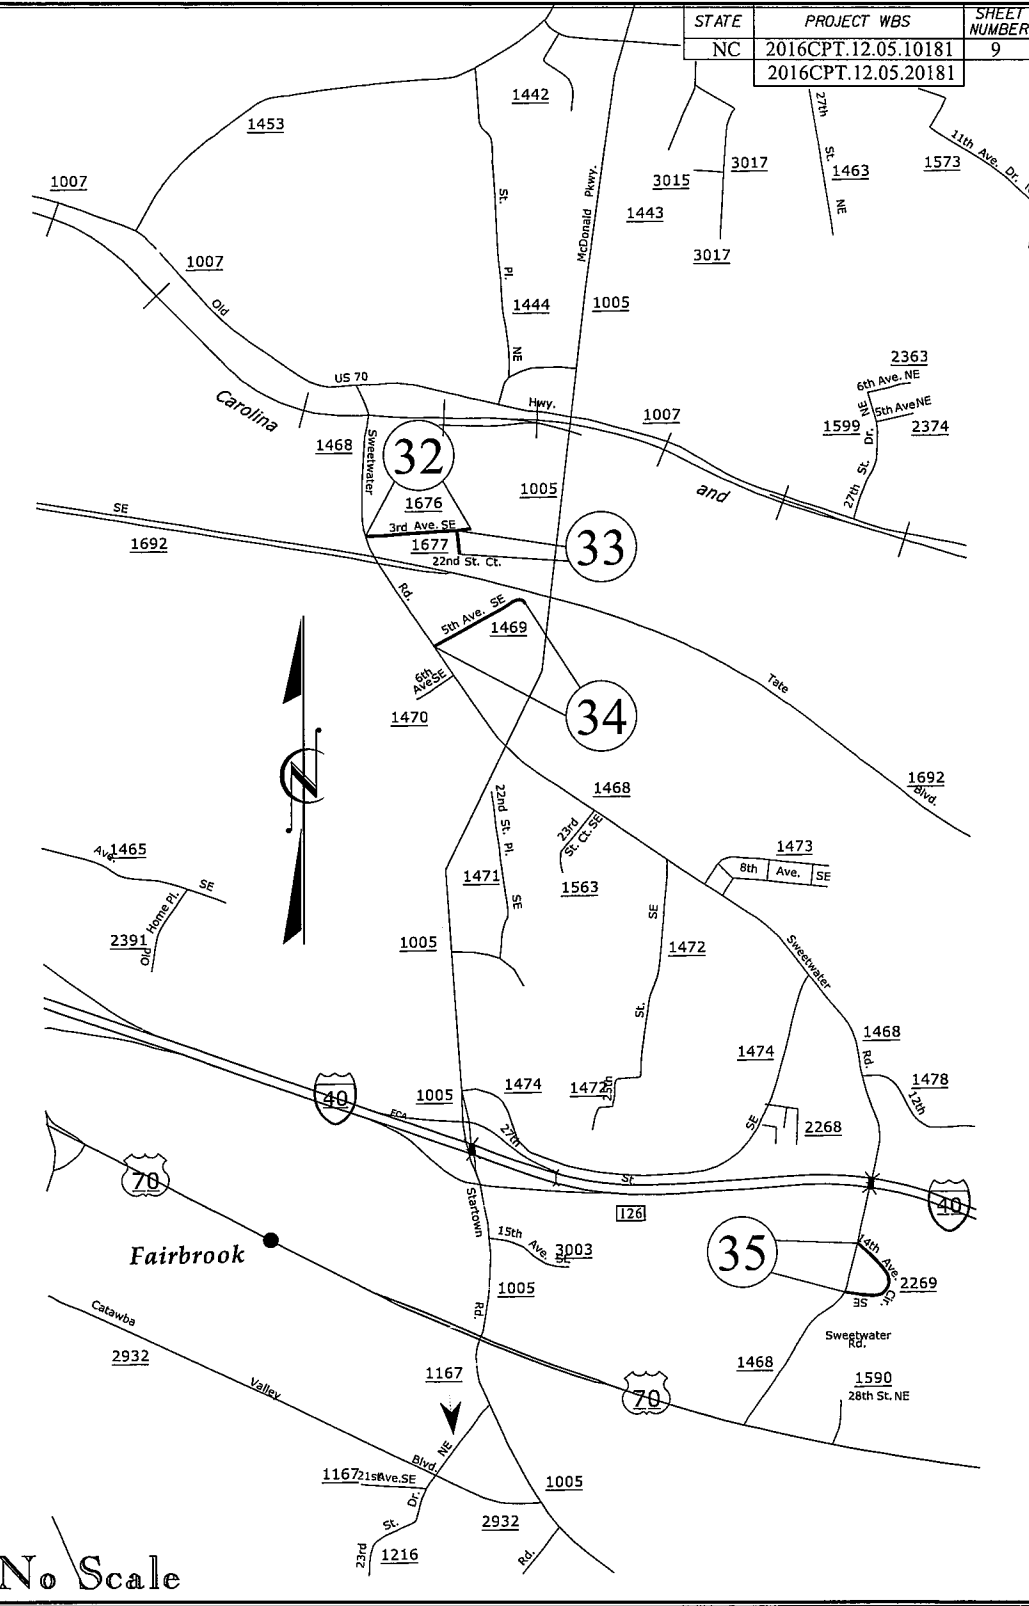 STATE
PROJECT WBS
SHEET NUMBER
NC
2016CPT.12.05.10181
9
2016CPT.12.05.20181
1442
1453
27th St. NE
1463
1573
11th Ave. Dr.
3015
3017
1443
3017
1007
St. Pl. NE
McDonald Pkwy.
1007
Old
1444
1005
2363
6th Ave. NE
5th Ave NE
US 70
Hwy.
1007
Carolina
and
1599
2374
27th St. Dr. NE
1468
Sweetwater
32
1676
1005
3rd Ave. SE
SE
1692
1677
22nd St. Ct.
33
Rd.
5th Ave. SE
1469
6th Ave SE
1470
34
Tate
N
1468
1692
Blvd.
22nd St. Pl. SE
23rd St. Ct. SE
1473
8th Ave. SE
Ave.
1465
SE
1471
1563
SE
2391
Old Home Pl.
1005
1472
Sweetwater
St.
1468
Rd.
1474
1478
12th
1474
1472
25th
1005
40
ECA
27th
SE
2268
70
St.
40
Startown
126
15th Ave. SE
3003
35
14th Ave. Cir. SE
2269
Fairbrook
1005
Rd.
Sweetwater Rd.
Catawba
2932
1468
1590
28th St. NE
Valley
1167
70
NE
Blvd.
1167
21st Ave. SE
1005
Dr.
2932
St.
23rd
1216
Rd.
No Scale